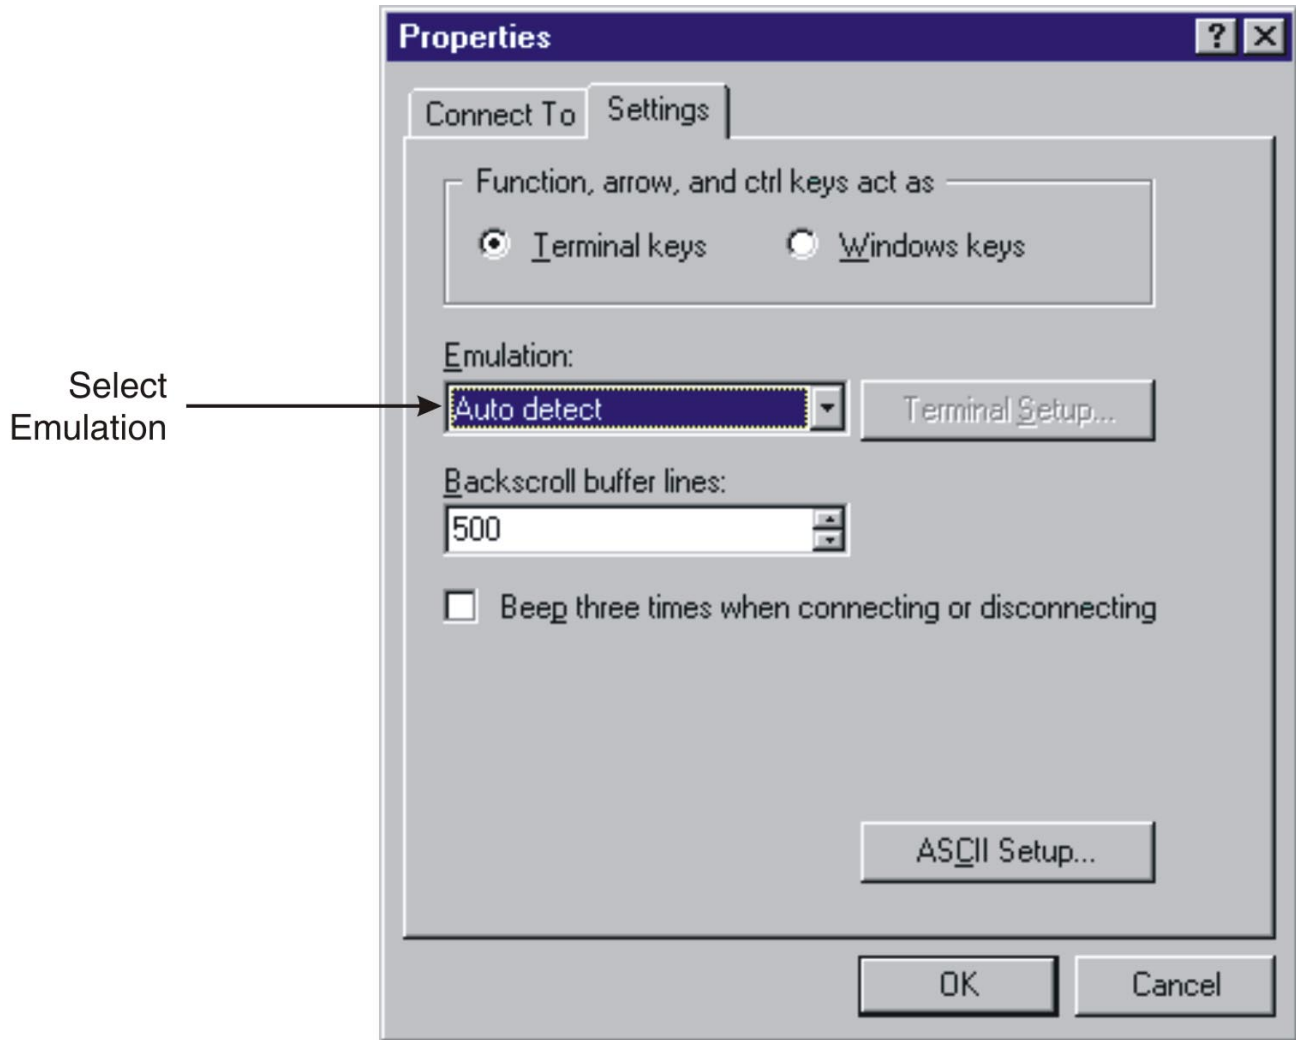 Properties
Connect To
Settings
Function, arrow, and ctrl keys act as
Terminal keys
Windows keys
Emulation:
Select
Emulation
Auto detect
Terminal Setup...
Backscroll buffer lines:
500
Beep three times when connecting or disconnecting
ASCII Setup...
OK
Cancel